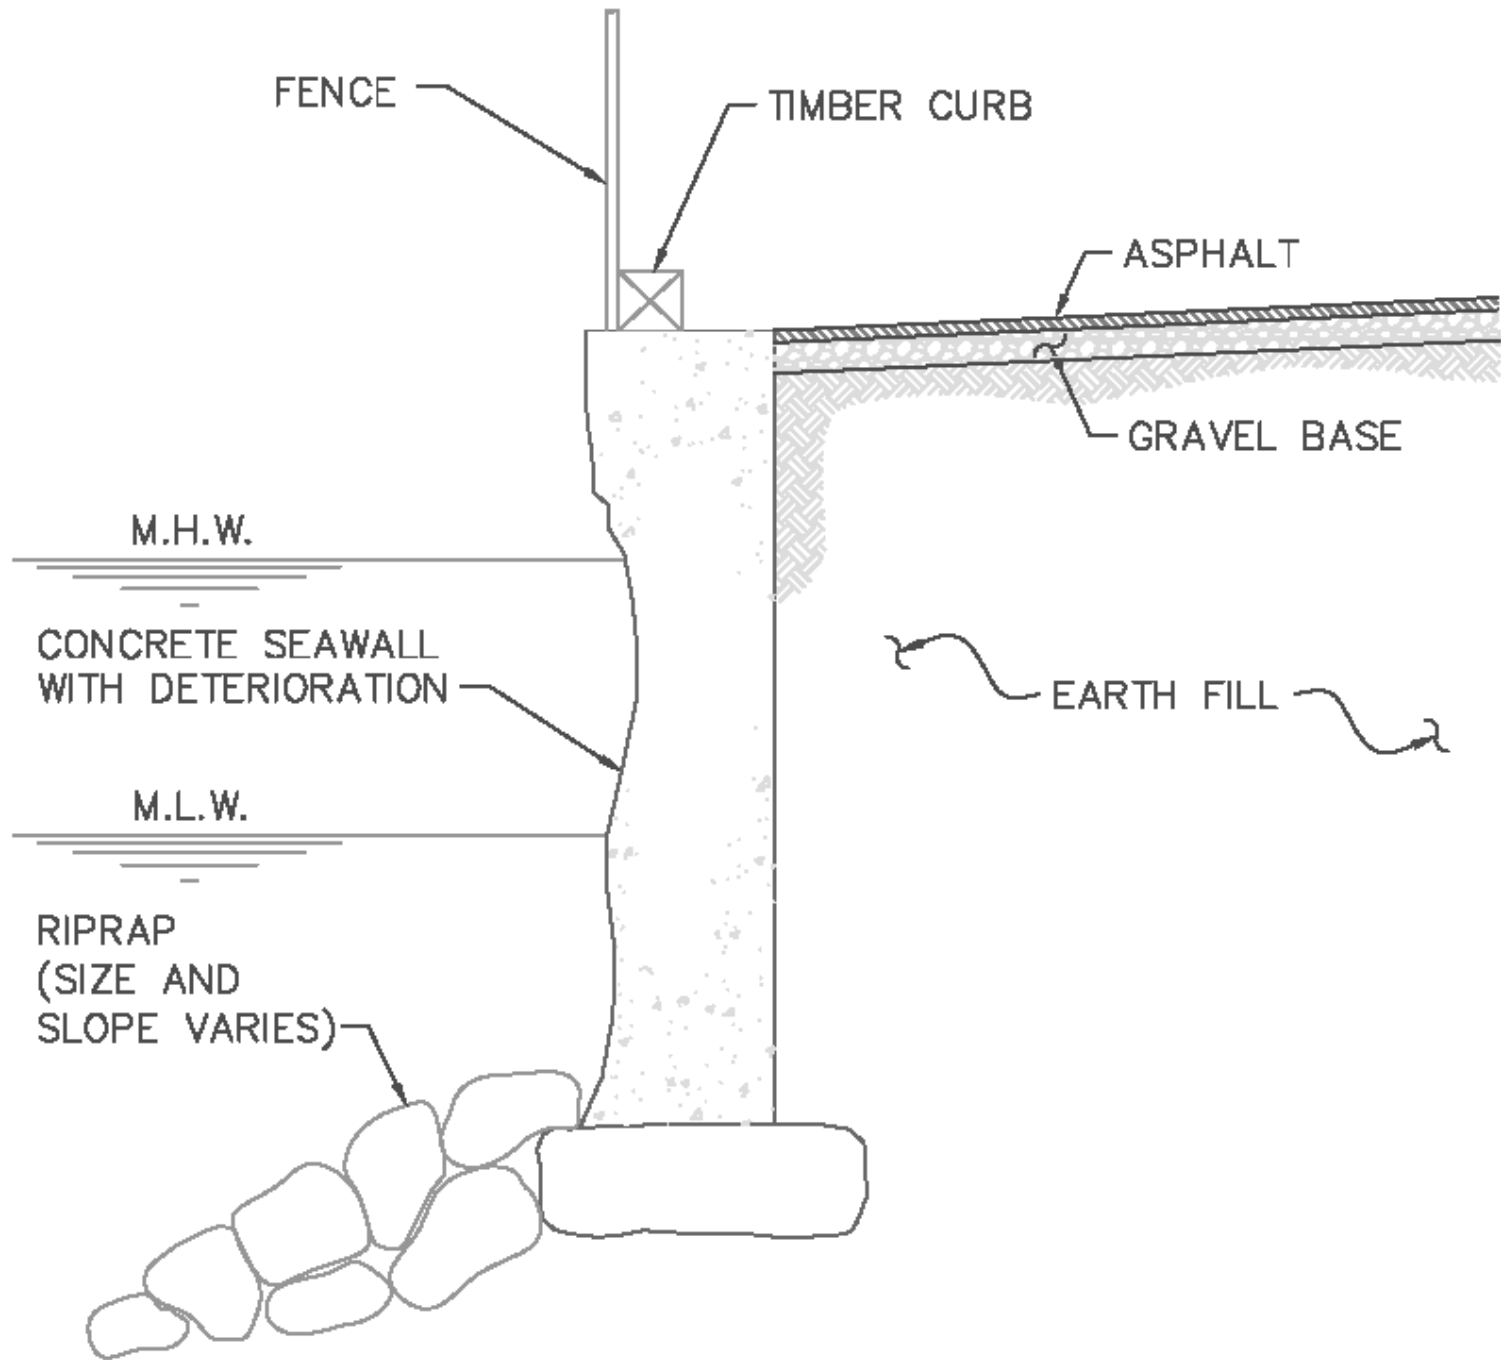 FENCE
TIMBER CURB
ASPHALT
GRAVEL BASE
M.H.W.
CONCRETE SEAWALL
WITH DETERIORATION
EARTH FILL
M.L.W.
RIPRAP
(SIZE AND
SLOPE VARIES)